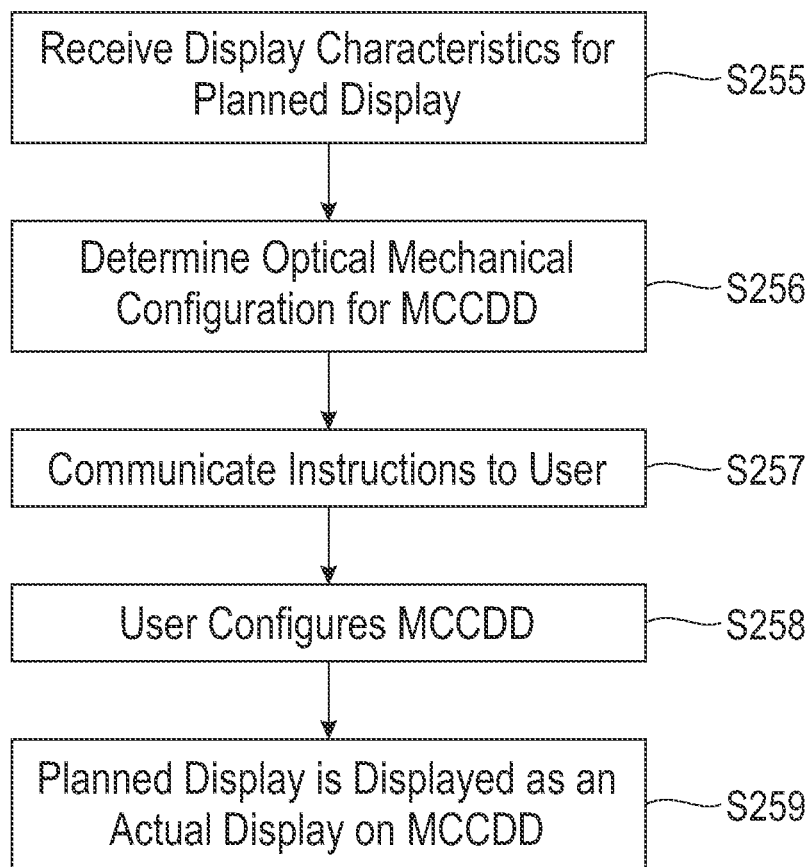 Receive Display Characteristics for
Planned Display
S255
Determine Optical Mechanical
Configuration for MCCDD
S256
Communicate Instructions to User
S257
User Configures MCCDD
S258
Planned Display is Displayed as an
Actual Display on MCCDD
S259